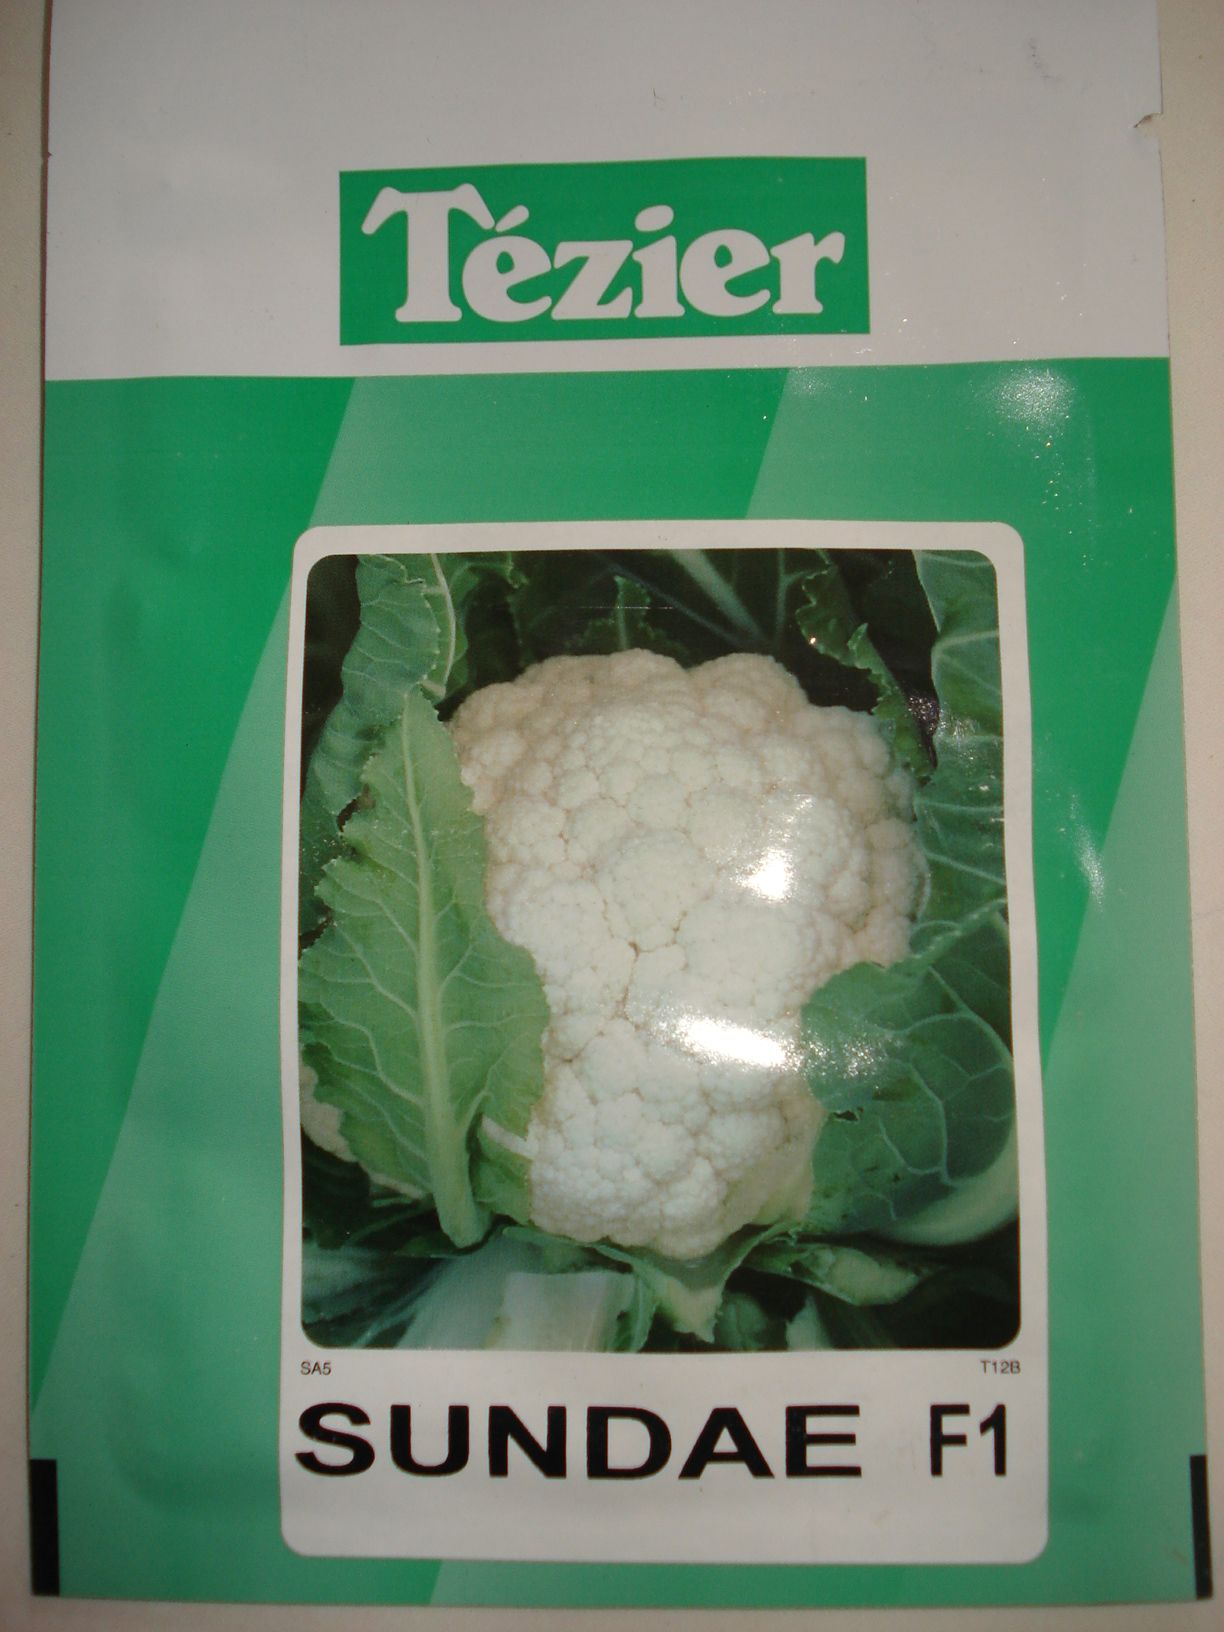 Tézier
SA5 T12B
SUNDAE F1